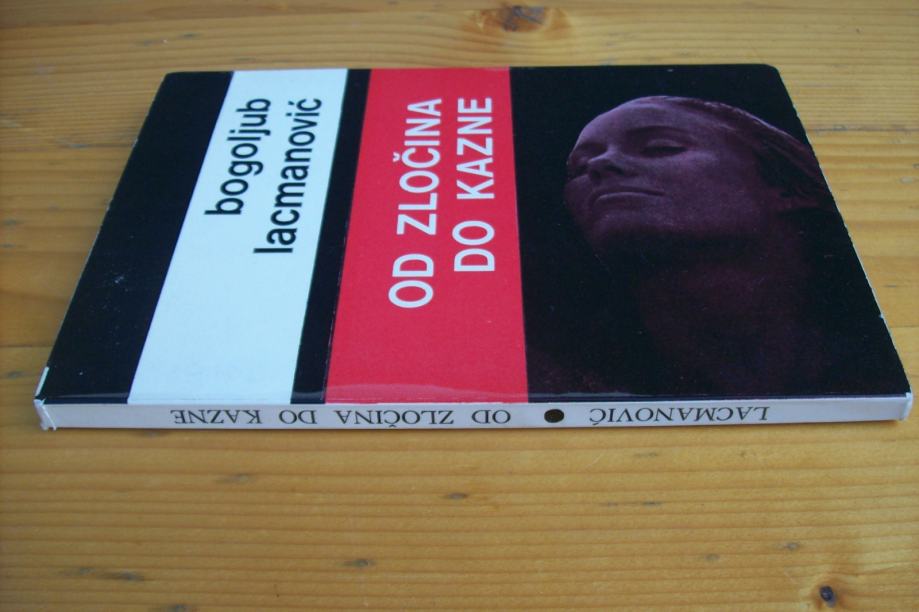 bogoljub
lacmanović
OD ZLOČINA
DO KAZNE
LACMANOVIĆ ● OD ZLOČINA DO KAZNE